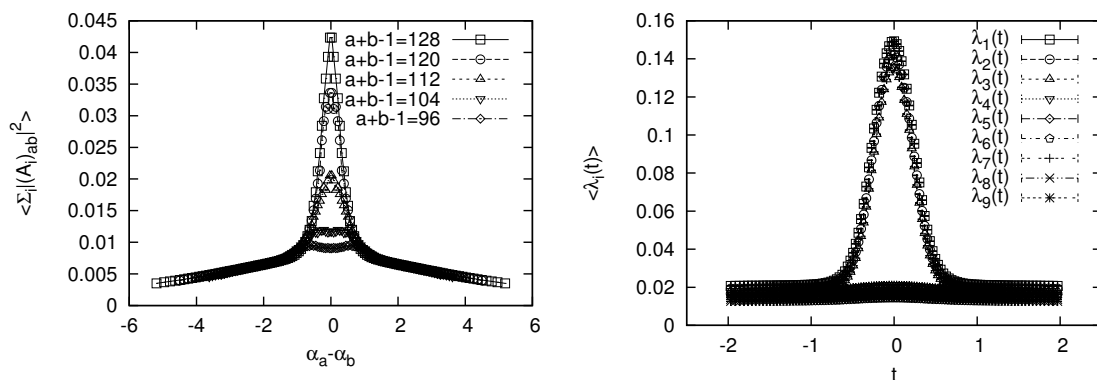 0.045
0.04
0.035
0.03
0.025
0.02
0.015
0.01
0.005
0
<Σ_i|(A_i)_ab|^2>
a+b-1=128
a+b-1=120
a+b-1=112
a+b-1=104
a+b-1=96
-6 -4 -2 0 2 4 6
α_a-α_b
0.16
0.14
0.12
0.1
0.08
0.06
0.04
0.02
0
<λ_i(t)>
λ_1(t)
λ_2(t)
λ_3(t)
λ_4(t)
λ_5(t)
λ_6(t)
λ_7(t)
λ_8(t)
λ_9(t)
-2 -1 0 1 2
t